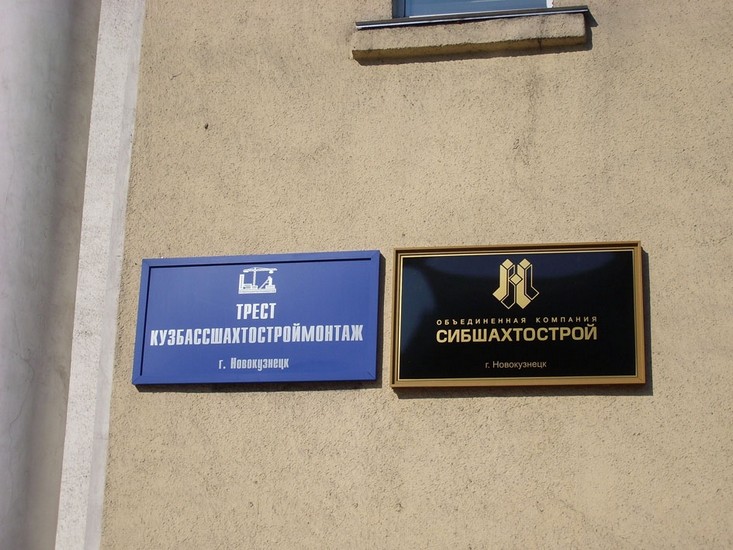 ТРЕСТ
КУЗБАССШАХТОСТРОЙМОНТАЖ
г. Новокузнецк
ОБЪЕДИНЕННАЯ КОМПАНИЯ
СИБШАХТОСТРОЙ
г. Новокузнецк